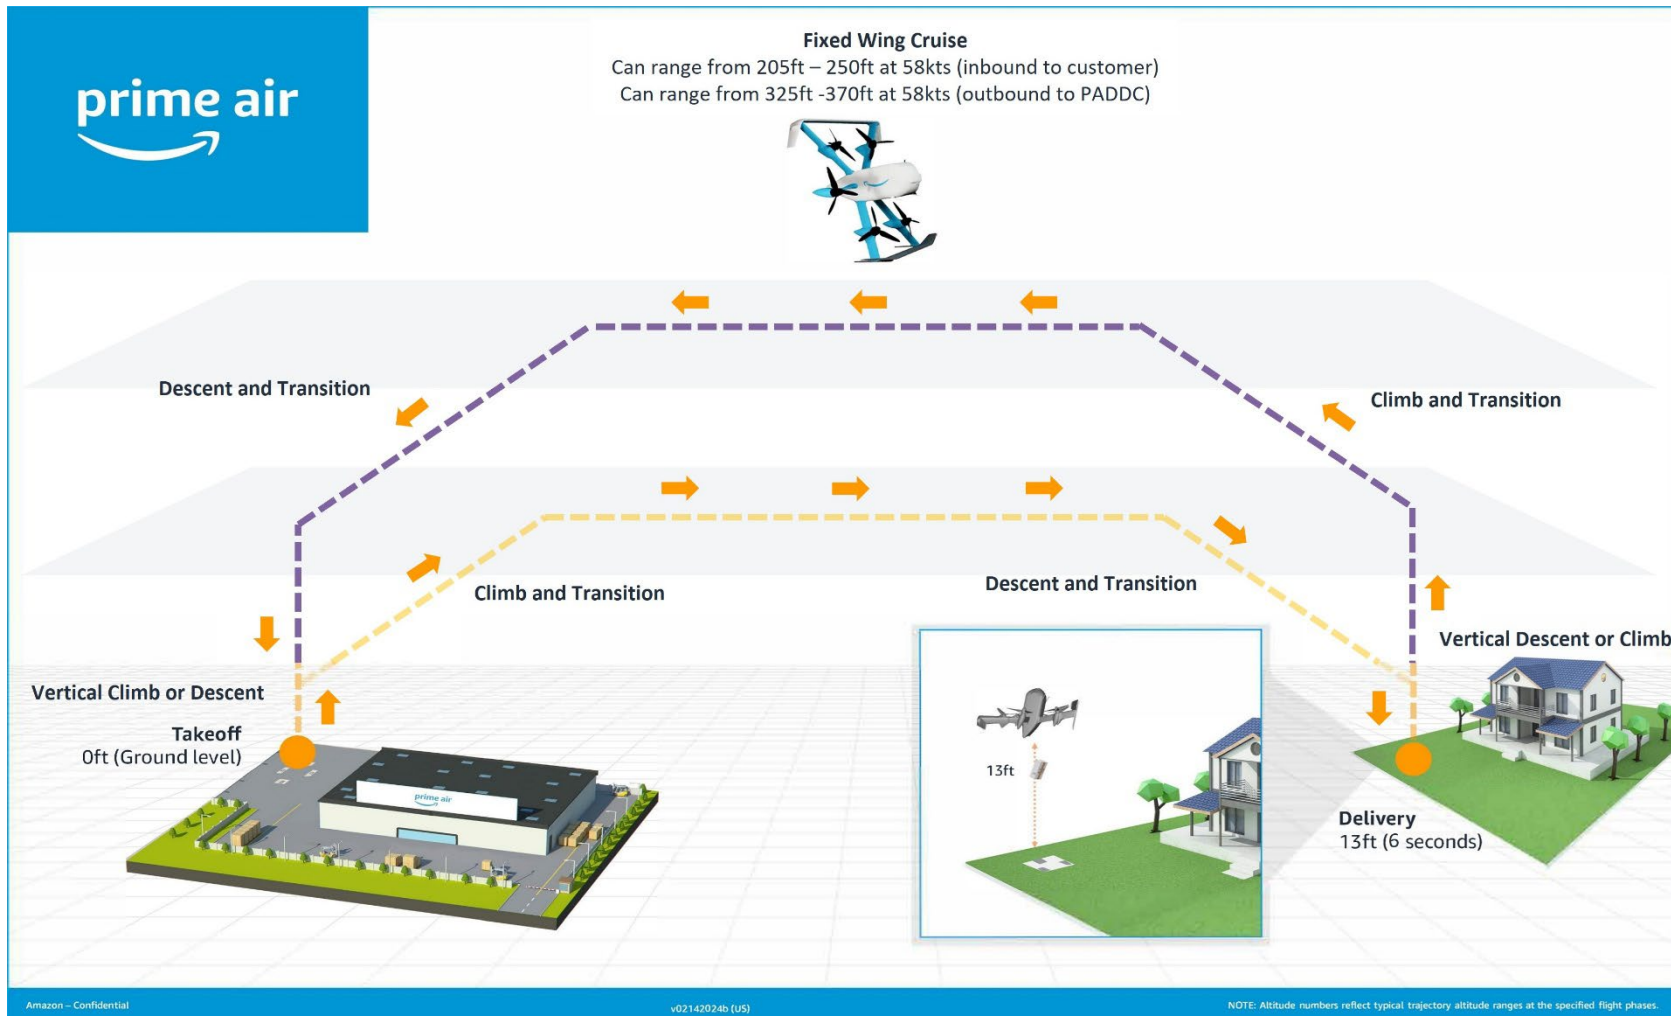 prime air
Fixed Wing Cruise
Can range from 205ft – 250ft at 58kts (inbound to customer)
Can range from 325ft -370ft at 58kts (outbound to PADDC)
Descent and Transition
Climb and Transition
Climb and Transition
Descent and Transition
Vertical Descent or Climb
Vertical Climb or Descent
Takeoff
0ft (Ground level)
13ft
prime air
Delivery
13ft (6 seconds)
Amazon – Confidential
v02142024b (US)
NOTE: Altitude numbers reflect typical trajectory altitude ranges at the specified flight phases.